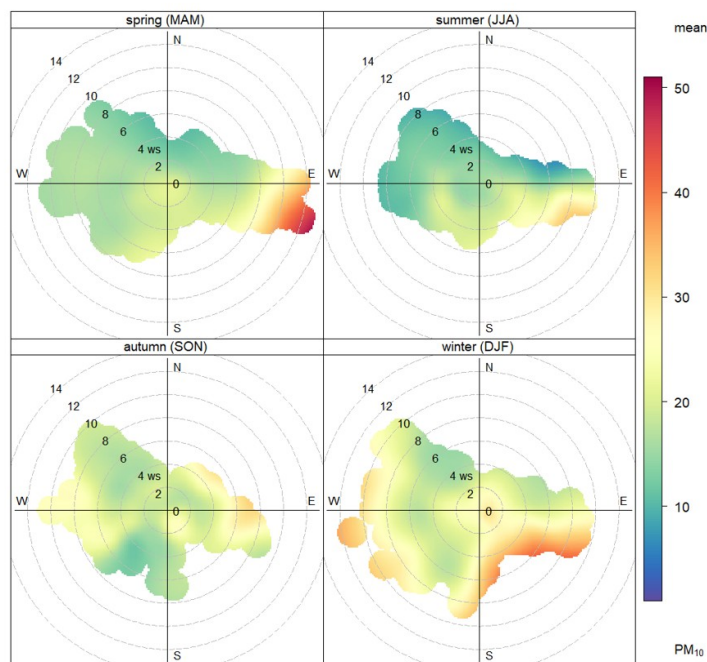 spring (MAM)
N
14
12
10
8
6
4 ws
2
0
W
E
S
summer (JJA)
N
14
12
10
8
6
4 ws
2
0
W
E
S
autumn (SON)
N
14
12
10
8
6
4 ws
2
0
W
E
S
winter (DJF)
N
14
12
10
8
6
4 ws
2
0
W
E
S
mean
50
40
30
20
10
PM₁₀